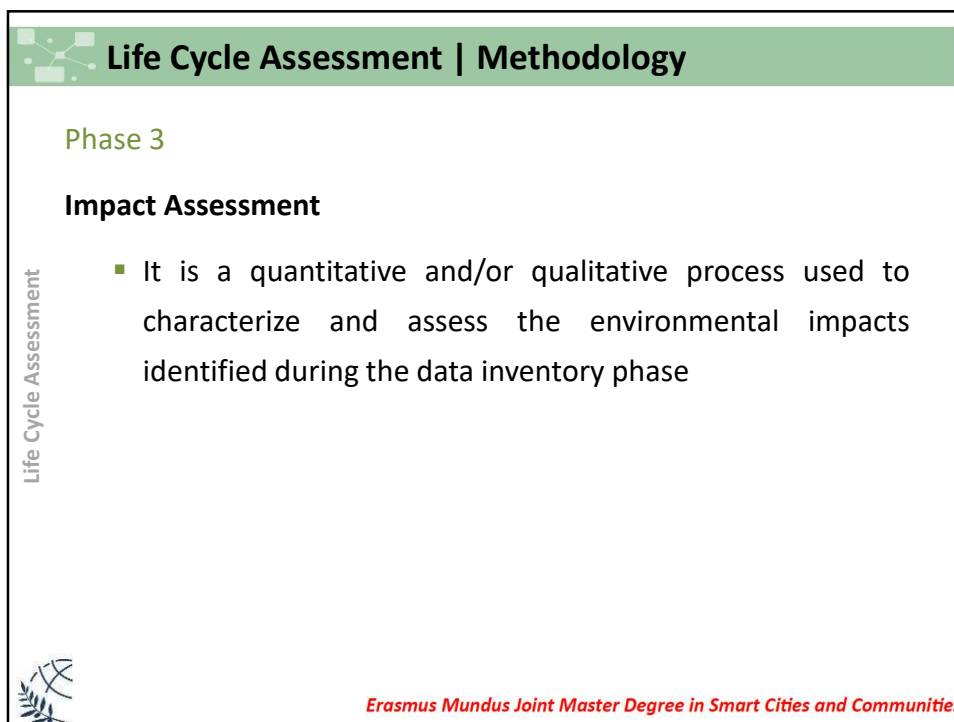 Life Cycle Assessment | Methodology
Phase 3
Impact Assessment
It is a quantitative and/or qualitative process used to
characterize and assess the environmental impacts
identified during the data inventory phase
Life Cycle Assessment
Erasmus Mundus Joint Master Degree in Smart Cities and Communities